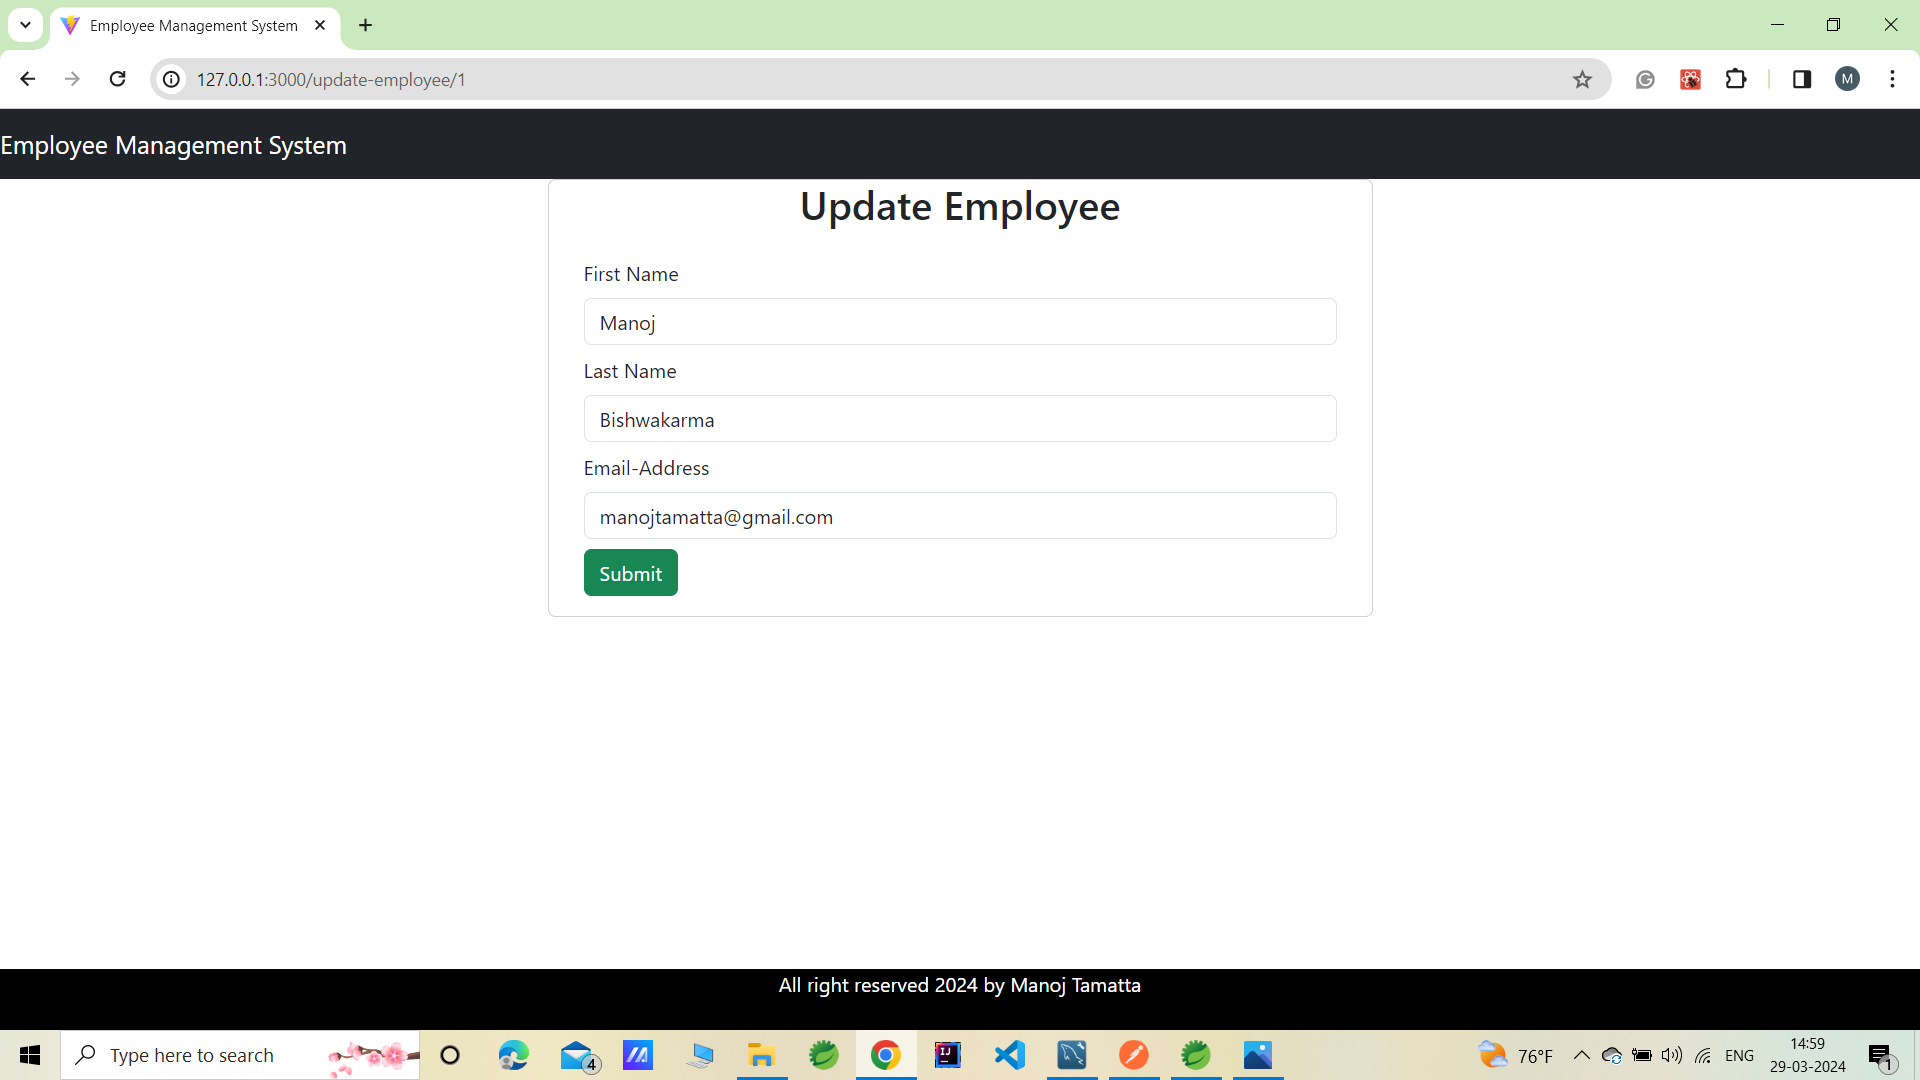 Employee Management System
127.0.0.1:3000/update-employee/1
M
Employee Management System
Update Employee
First Name
Manoj
Last Name
Bishwakarma
Email-Address
manojtamatta@gmail.com
Submit
All right reserved 2024 by Manoj Tamatta
Type here to search
4
IJ
76°F
ENG
14:59
29-03-2024
1